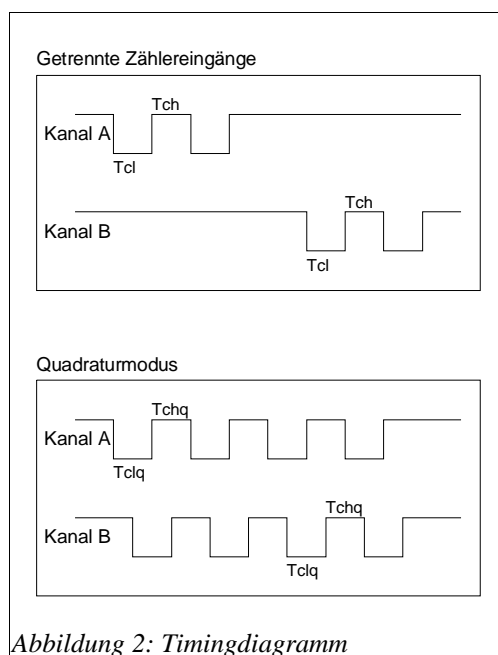 Getrennte Zählereingänge
Tch
Kanal A
Tcl
Tch
Kanal B
Tcl
Quadraturmodus
Tchq
Kanal A
Tclq
Tchq
Kanal B
Tclq
Abbildung 2: Timingdiagramm